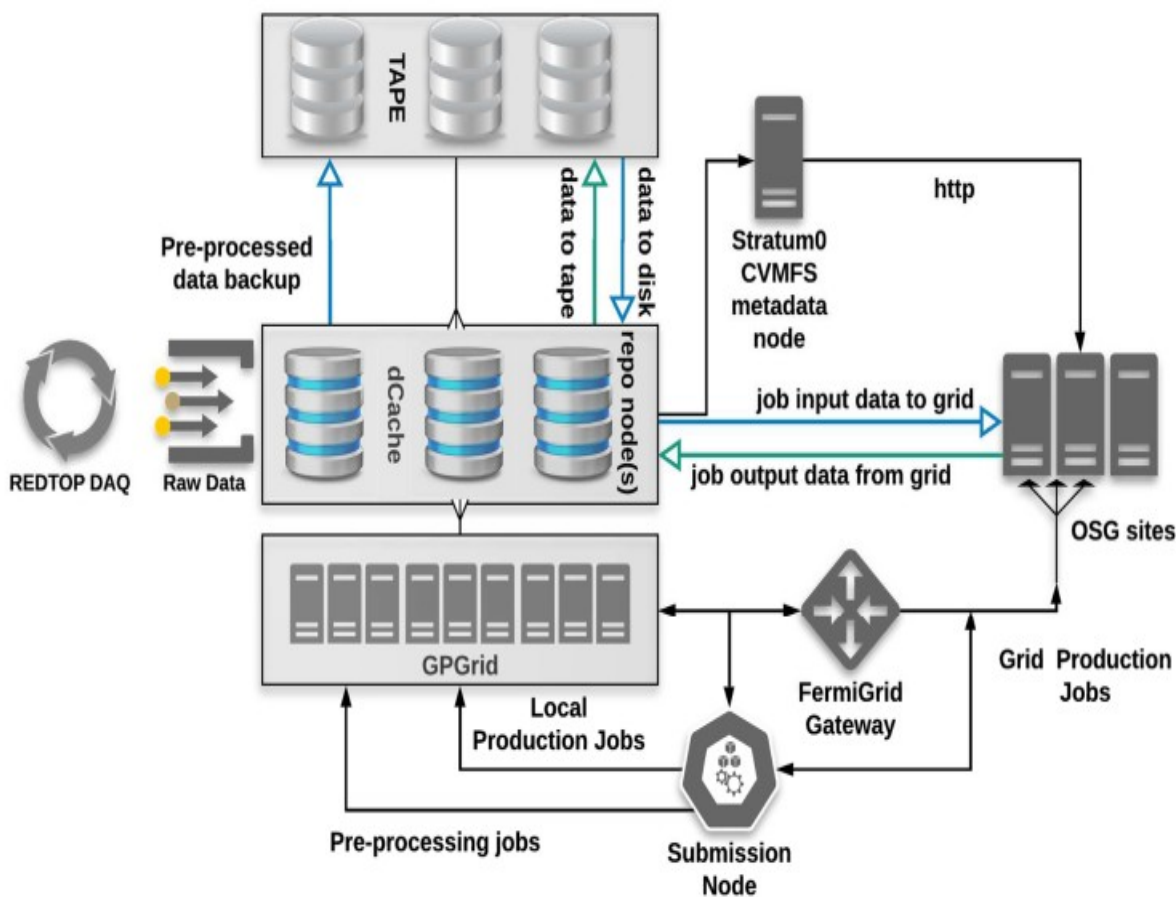 TAPE
Pre-processed
data backup
data to tape
data to disk
http
Stratum0
CVMFS
metadata
node
REDTOP DAQ
Raw Data
dCache
repo node(s)
job input data to grid
job output data from grid
OSG sites
GPGrid
FermiGrid
Gateway
Grid Production
Jobs
Local
Production Jobs
Pre-processing jobs
Submission
Node